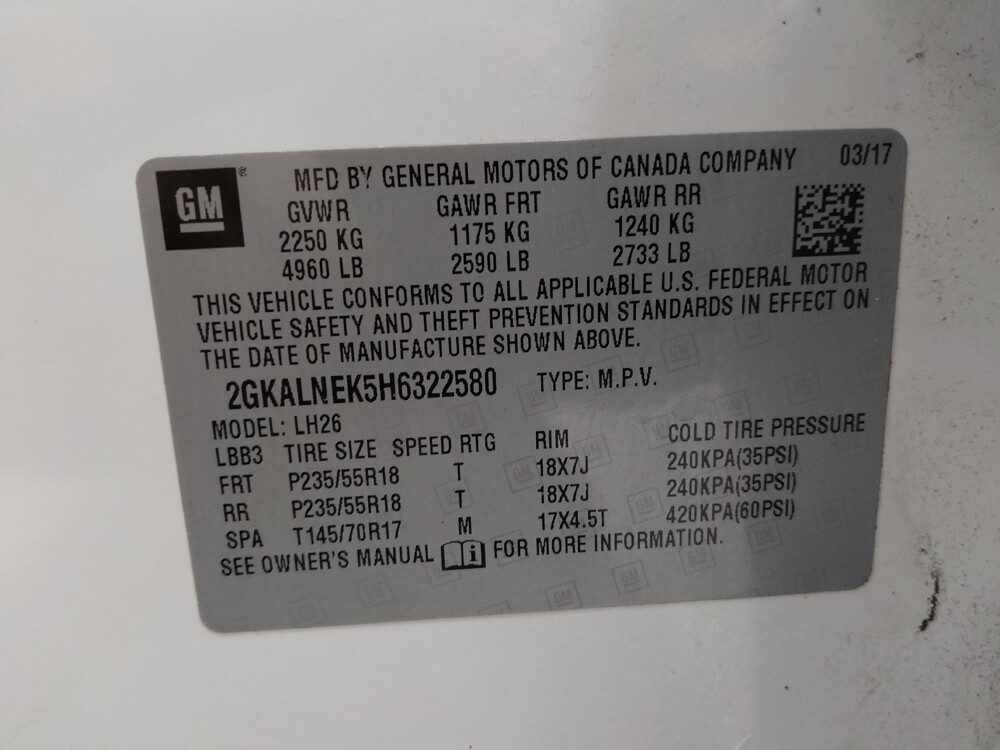 GM®
MFD BY GENERAL MOTORS OF CANADA COMPANY 03/17
GVWR GAWR FRT GAWR RR
2250 KG 1175 KG 1240 KG
4960 LB 2590 LB 2733 LB
THIS VEHICLE CONFORMS TO ALL APPLICABLE U.S. FEDERAL MOTOR
VEHICLE SAFETY AND THEFT PREVENTION STANDARDS IN EFFECT ON
THE DATE OF MANUFACTURE SHOWN ABOVE.
2GKALNEK5H6322580 TYPE: M.P.V.
MODEL: LH26
LBB3 TIRE SIZE SPEED RTG RIM COLD TIRE PRESSURE
FRT P235/55R18 T 18X7J 240KPA(35PSI)
RR P235/55R18 T 18X7J 240KPA(35PSI)
SPA T145/70R17 M 17X4.5T 420KPA(60PSI)
SEE OWNER'S MANUAL i FOR MORE INFORMATION.